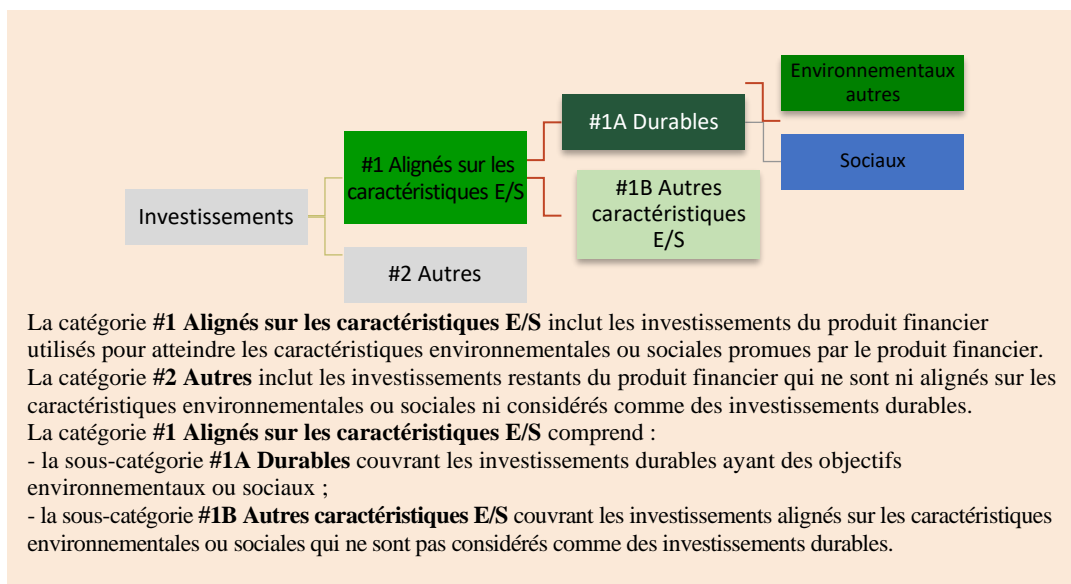 Investissements
#1 Alignés sur les
caractéristiques E/S
#2 Autres
#1A Durables
#1B Autres
caractéristiques
E/S
Environnementaux
autres
Sociaux
La catégorie #1 Alignés sur les caractéristiques E/S inclut les investissements du produit financier
utilisés pour atteindre les caractéristiques environnementales ou sociales promues par le produit financier.
La catégorie #2 Autres inclut les investissements restants du produit financier qui ne sont ni alignés sur les
caractéristiques environnementales ou sociales ni considérés comme des investissements durables.
La catégorie #1 Alignés sur les caractéristiques E/S comprend :
- la sous-catégorie #1A Durables couvrant les investissements durables ayant des objectifs
environnementaux ou sociaux ;
- la sous-catégorie #1B Autres caractéristiques E/S couvrant les investissements alignés sur les caractéristiques
environnementales ou sociales qui ne sont pas considérés comme des investissements durables.